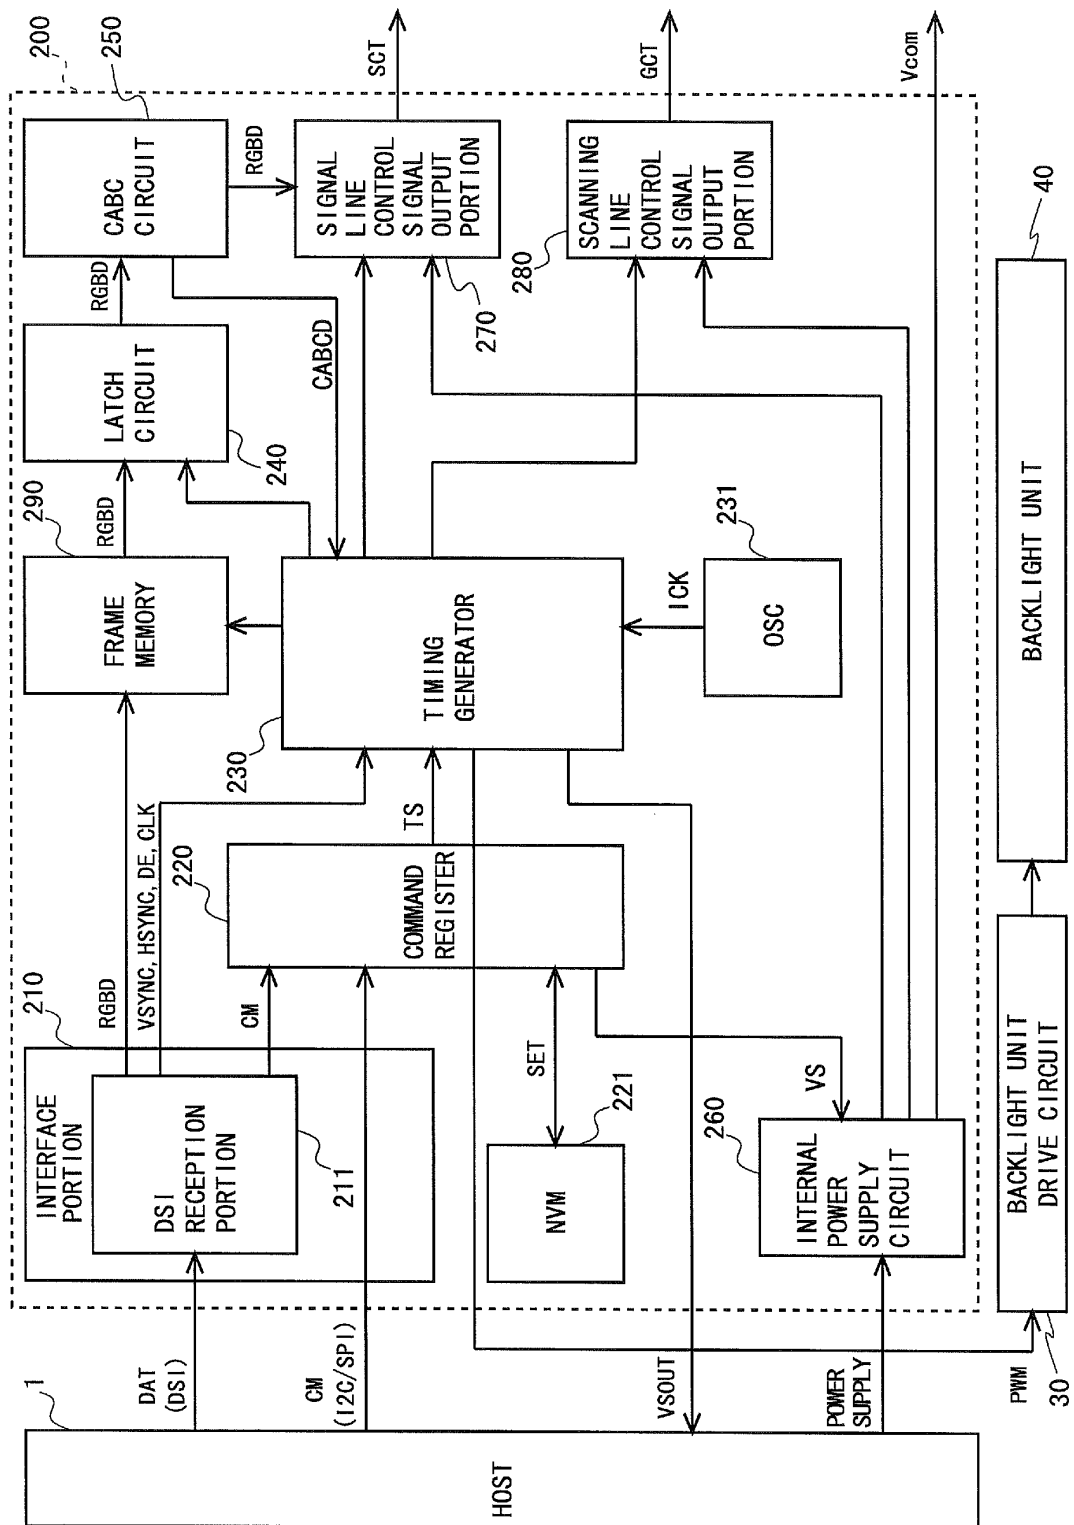 HOST
1
DAT
(DSI)
CM
(I2C/SPI)
VSOUT
POWER
SUPPLY
PWM
30
BACKLIGHT UNIT
DRIVE CIRCUIT
BACKLIGHT UNIT
40
200
INTERFACE
PORTION
210
DSI
RECEPTION
PORTION
211
RGBD
VSYNC, HSYNC, DE, CLK
CM
SET
NVM
221
VS
INTERNAL
POWER
SUPPLY
CIRCUIT
260
COMMAND
REGISTER
220
TS
TIMING
GENERATOR
230
ICK
OSC
231
FRAME
MEMORY
290
RGBD
LATCH
CIRCUIT
240
RGBD
CABC
CIRCUIT
250
CABCD
RGBD
SIGNAL
LINE
CONTROL
SIGNAL
OUTPUT
PORTION
270
SCANNING
LINE
CONTROL
SIGNAL
OUTPUT
PORTION
280
SCT
GCT
Vcom